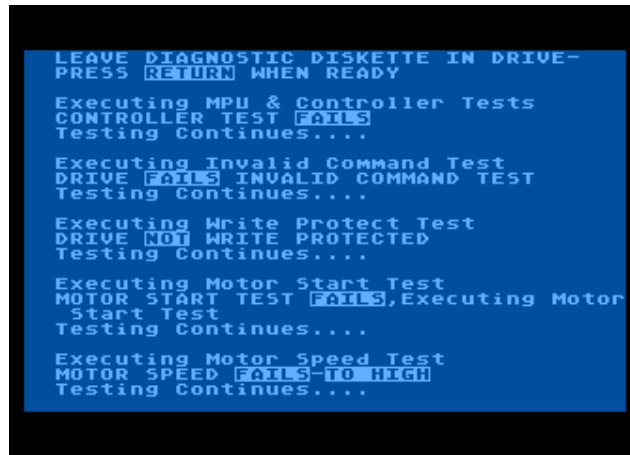 LEAVE DIAGNOSTIC DISKETTE IN DRIVE-
PRESS RETURN WHEN READY
Executing MPU & Controller Tests
CONTROLLER TEST FAILS
Testing Continues....
Executing Invalid Command Test
DRIVE FAILS INVALID COMMAND TEST
Testing Continues....
Executing Write Protect Test
DRIVE NOT WRITE PROTECTED
Testing Continues....
Executing Motor Start Test
MOTOR START TEST FAILS,Executing Motor
Start Test
Testing Continues....
Executing Motor Speed Test
MOTOR SPEED FAILS-TO HIGH
Testing Continues....